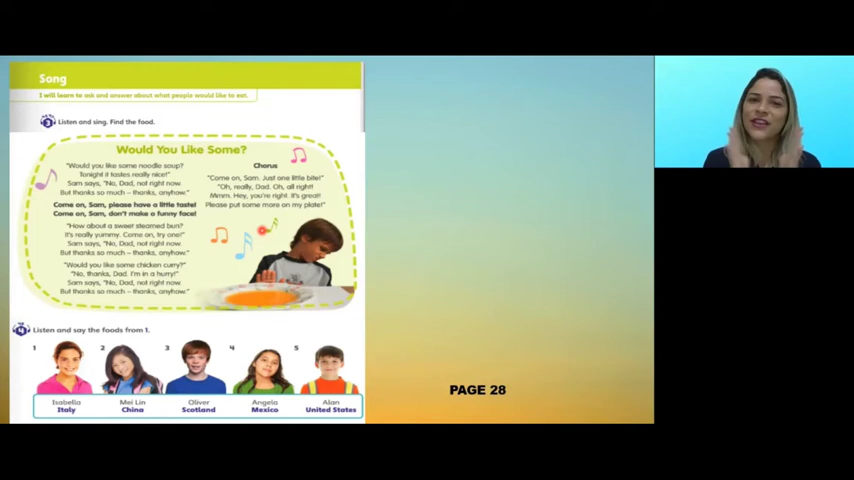 Song
I will learn to ask and answer about what people would like to eat.
3 Listen and sing. Find the food.
Would You Like Some?
"Would you like some noodle soup?
Tonight it tastes really nice!"
Sam says, "No, Dad, not right now.
But thanks so much – thanks, anyhow."
Come on, Sam, please have a little taste!
Come on, Sam, don't make a funny face!
"How about a sweet steamed bun?
It's really yummy. Come on, try one!"
Sam says, "No, Dad, not right now.
But thanks so much – thanks, anyhow."
"Would you like some chicken curry?"
"No, thanks, Dad. I'm in a hurry!"
Sam says, "No, Dad, not right now.
But thanks so much – thanks, anyhow."
Chorus
"Come on, Sam. Just one little bite!"
"Oh, really, Dad. Oh, all right!
Mmm. Hey, you're right. It's great!
Please put some more on my plate!"
4 Listen and say the foods from 1.
1 2 3 4 5
Isabella Mei Lin Oliver Angela Alan
Italy China Scotland Mexico United States
PAGE 28